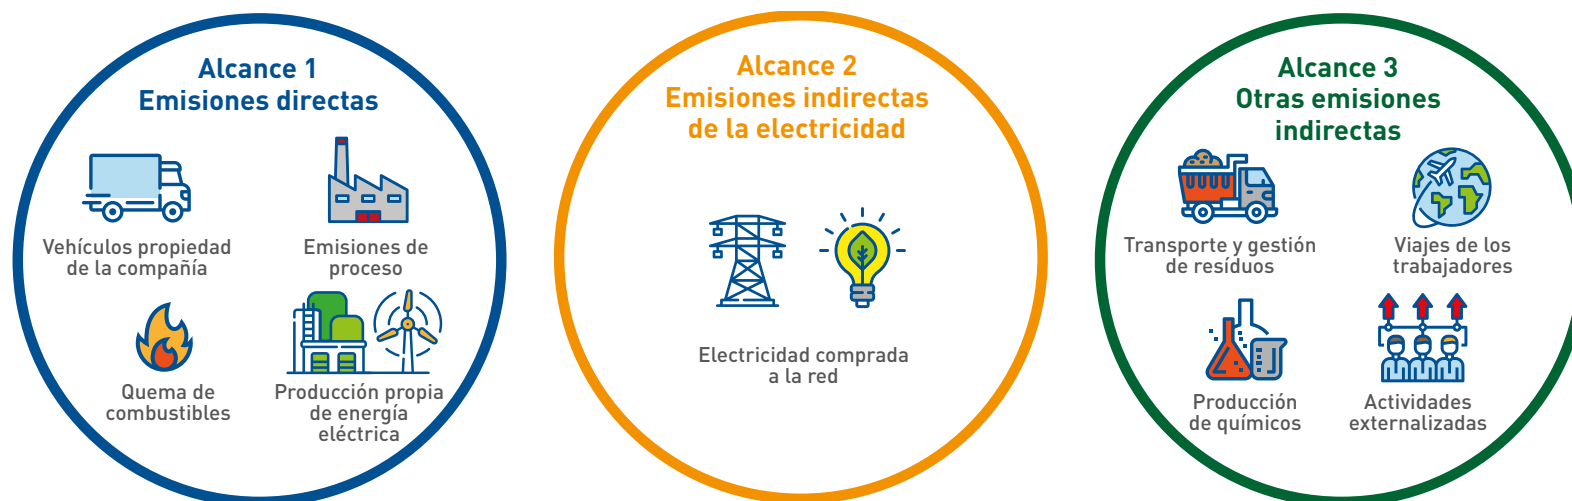 Alcance 1
Emisiones directas
Vehículos propiedad
de la compañía
Emisiones de
proceso
Quema de
combustibles
Producción propia
de energía
eléctrica
Alcance 2
Emisiones indirectas
de la electricidad
Electricidad comprada
a la red
Alcance 3
Otras emisiones
indirectas
Transporte y gestión
de resíduos
Viajes de los
trabajadores
Producción
de químicos
Actividades
externalizadas